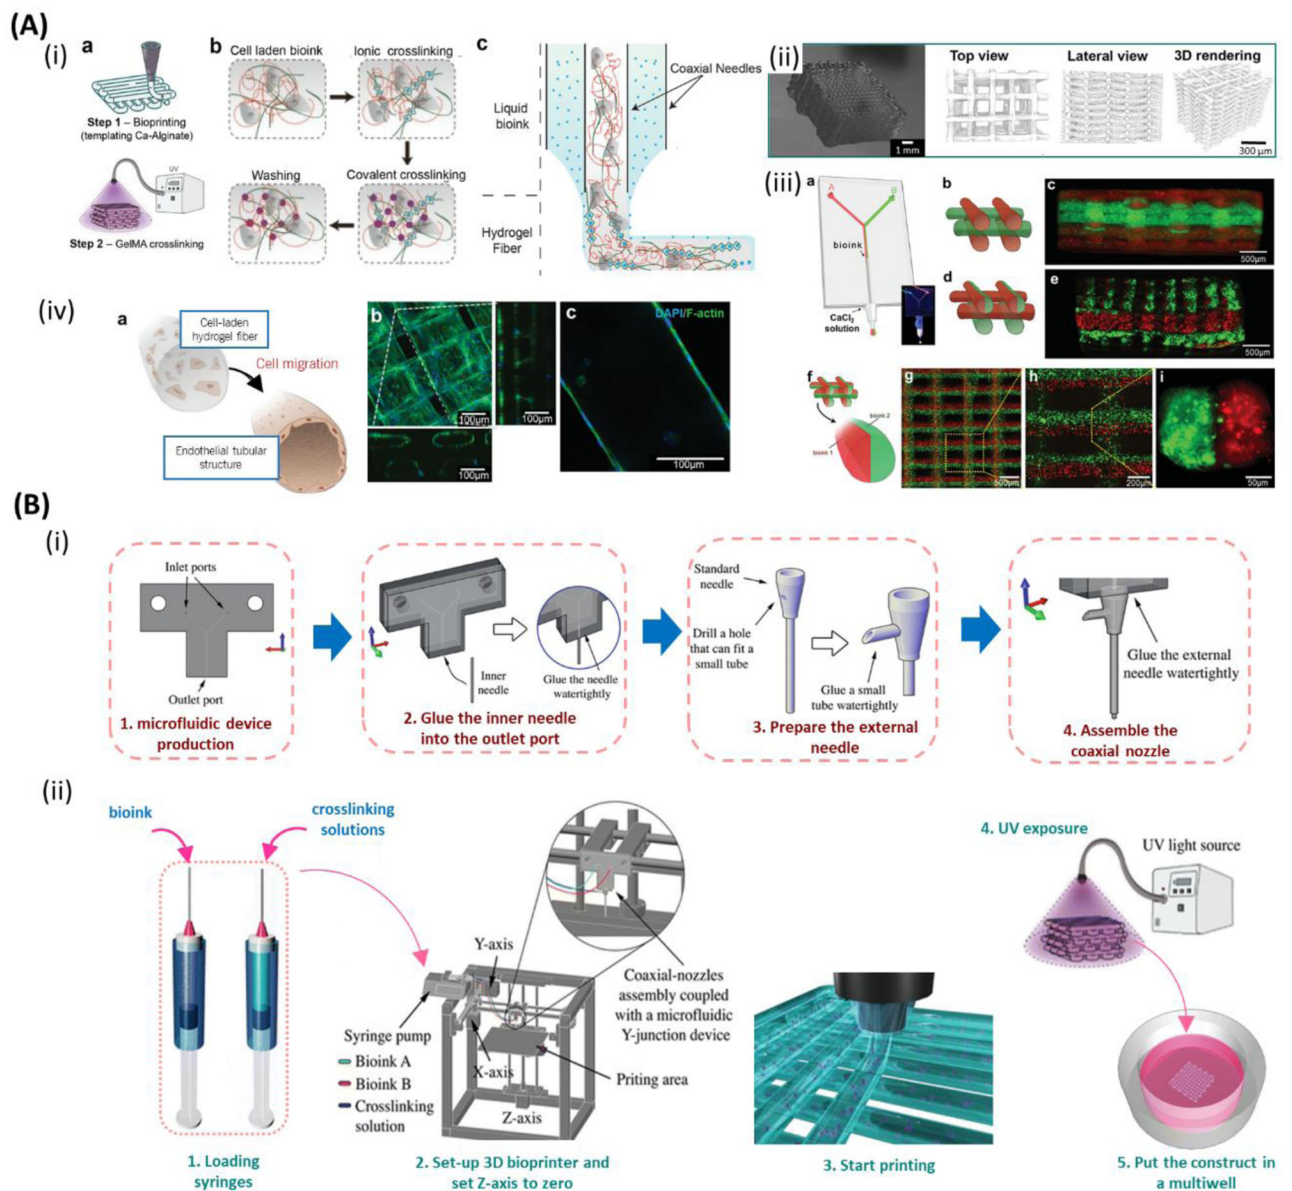 (A)
(i)
a
Step 1 – Bioprinting
(templating Ca-Alginate)
UV
Step 2 – GelMA crosslinking
b
Cell laden bioink
Ionic crosslinking
Washing
Covalent crosslinking
c
Coaxial Needles
Liquid
bioink
Hydrogel
Fiber
(ii)
1 mm
Top view
Lateral view
3D rendering
300 µm
(iii)
a
A
B
bioink
CaCl2
solution
b
c
500µm
d
e
500µm
f
bioink 2
bioink 1
g
500µm
h
200µm
i
50µm
(iv)
a
Cell-laden
hydrogel fiber
Cell migration
Endothelial tubular
structure
b
100µm
100µm
100µm
c
DAPI/F-actin
100µm
(B)
(i)
Inlet ports
Outlet port
1. microfluidic device
production
Inner
needle
Glue the needle
watertightly
2. Glue the inner needle
into the outlet port
Standard
needle
Drill a hole
that can fit a
small tube
Glue a small
tube watertightly
3. Prepare the external
needle
Glue the external
needle watertightly
4. Assemble the
coaxial nozzle
(ii)
bioink
crosslinking
solutions
1. Loading
syringes
Y-axis
Syringe pump
X-axis
Z-axis
Bioink A
Bioink B
Crosslinking
solution
Coaxial-nozzles
assembly coupled
with a microfluidic
Y-junction device
Priting area
2. Set-up 3D bioprinter and
set Z-axis to zero
3. Start printing
4. UV exposure
UV light source
5. Put the construct in
a multiwell